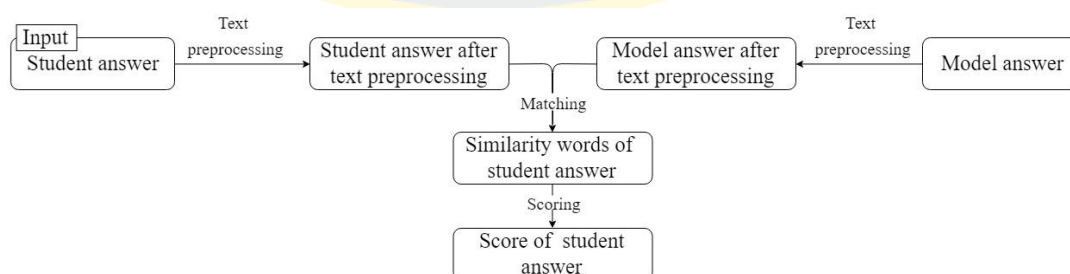 Input
Student answer
Text
preprocessing
Student answer after
text preprocessing
Model answer after
text preprocessing
Text
preprocessing
Model answer
Matching
Similarity words of
student answer
Scoring
Score of student
answer